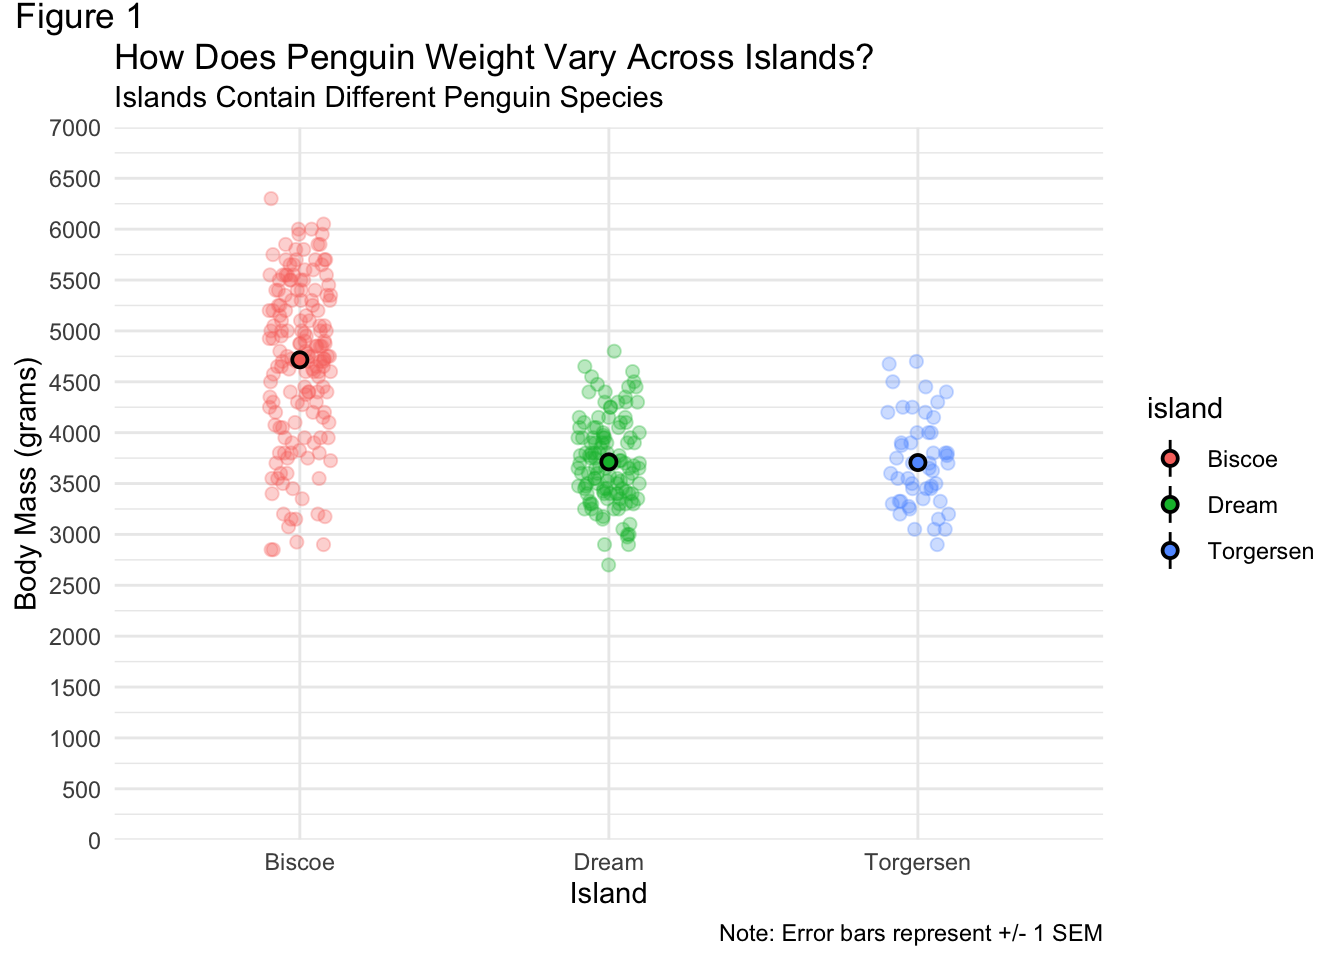 Figure 1
How Does Penguin Weight Vary Across Islands?
Islands Contain Different Penguin Species
7000
6500
6000
5500
5000
4500
4000
3500
3000
2500
2000
1500
1000
500
0
Body Mass (grams)
Biscoe
Dream
Torgersen
Island
island
Biscoe
Dream
Torgersen
Note: Error bars represent +/- 1 SEM